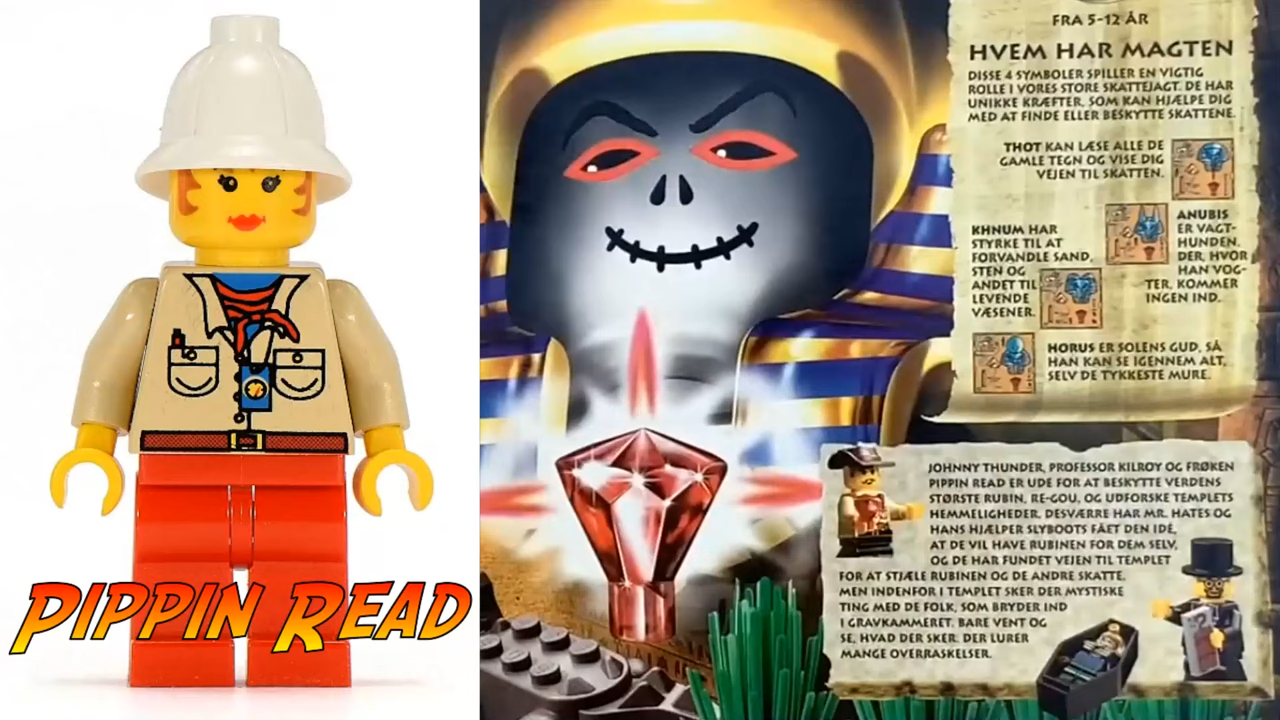 PIPPIN READ
FRA 5-12 ÅR
HVEM HAR MAGTEN
DISSE 4 SYMBOLER SPILLER EN VIGTIG
ROLLE I VORES STORE SKATTEJAGT. DE HAR
UNIKKE KRÆFTER, SOM KAN HJÆLPE DIG
MED AT FINDE ELLER BESKYTTE SKATTENE.
THOT KAN LÆSE ALLE DE
GAMLE TEGN OG VISE DIG
VEJEN TIL SKATTEN.
ANUBIS
ER VAGT-
HUNDEN.
DER, HVOR
HAN VOG-
TER, KOMMER
INGEN IND.
KHNUM HAR
STYRKE TIL AT
FORVANDLE SAND,
STEN OG
ANDET TIL
LEVENDE
VÆSENER.
HORUS ER SOLENS GUD, SÅ
HAN KAN SE IGENNEM ALT,
SELV DE TYKKESTE MURE.
JOHNNY THUNDER, PROFESSOR KILROY OG FRØKEN
PIPPIN READ ER UDE FOR AT BESKYTTE VERDENS
STØRSTE RUBIN, RE-GOU, OG UDFORSKE TEMPLETS
HEMMELIGHEDER. DESVÆRRE HAR MR. HATES OG
HANS HJÆLPER SLYBOOTS FÅET DEN IDE,
AT DE VIL HAVE RUBINEN FOR DEM SELV,
OG DE HAR FUNDET VEJEN TIL TEMPLET
FOR AT STJÆLE RUBINEN OG DE ANDRE SKATTE.
MEN INDENFOR I TEMPLET SKER DER MYSTISKE
TING MED DE FOLK, SOM BRYDER IND
I GRAVKAMMERET. BARE VENT OG
SE, HVAD DER SKER. DER LURER
MANGE OVERRASKELSER.